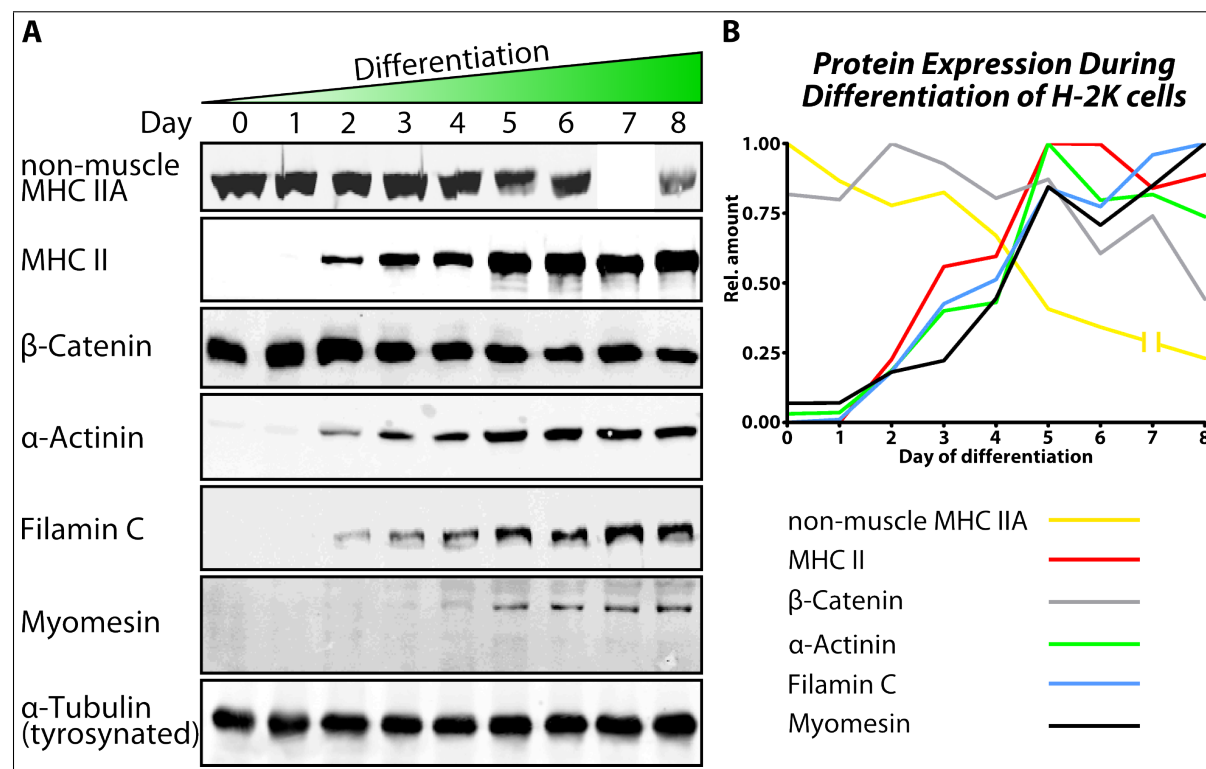 A
Differentiation
Day 0 1 2 3 4 5 6 7 8
non-muscle
MHC IIA
MHC II
β-Catenin
α-Actinin
Filamin C
Myomesin
α-Tubulin
(tyrosynated)
B
Protein Expression During
Differentiation of H-2K cells
Rel. amount
1.00
0.75
0.50
0.25
0.00
0 1 2 3 4 5 6 7 8
Day of differentiation
non-muscle MHC IIA
MHC II
β-Catenin
α-Actinin
Filamin C
Myomesin